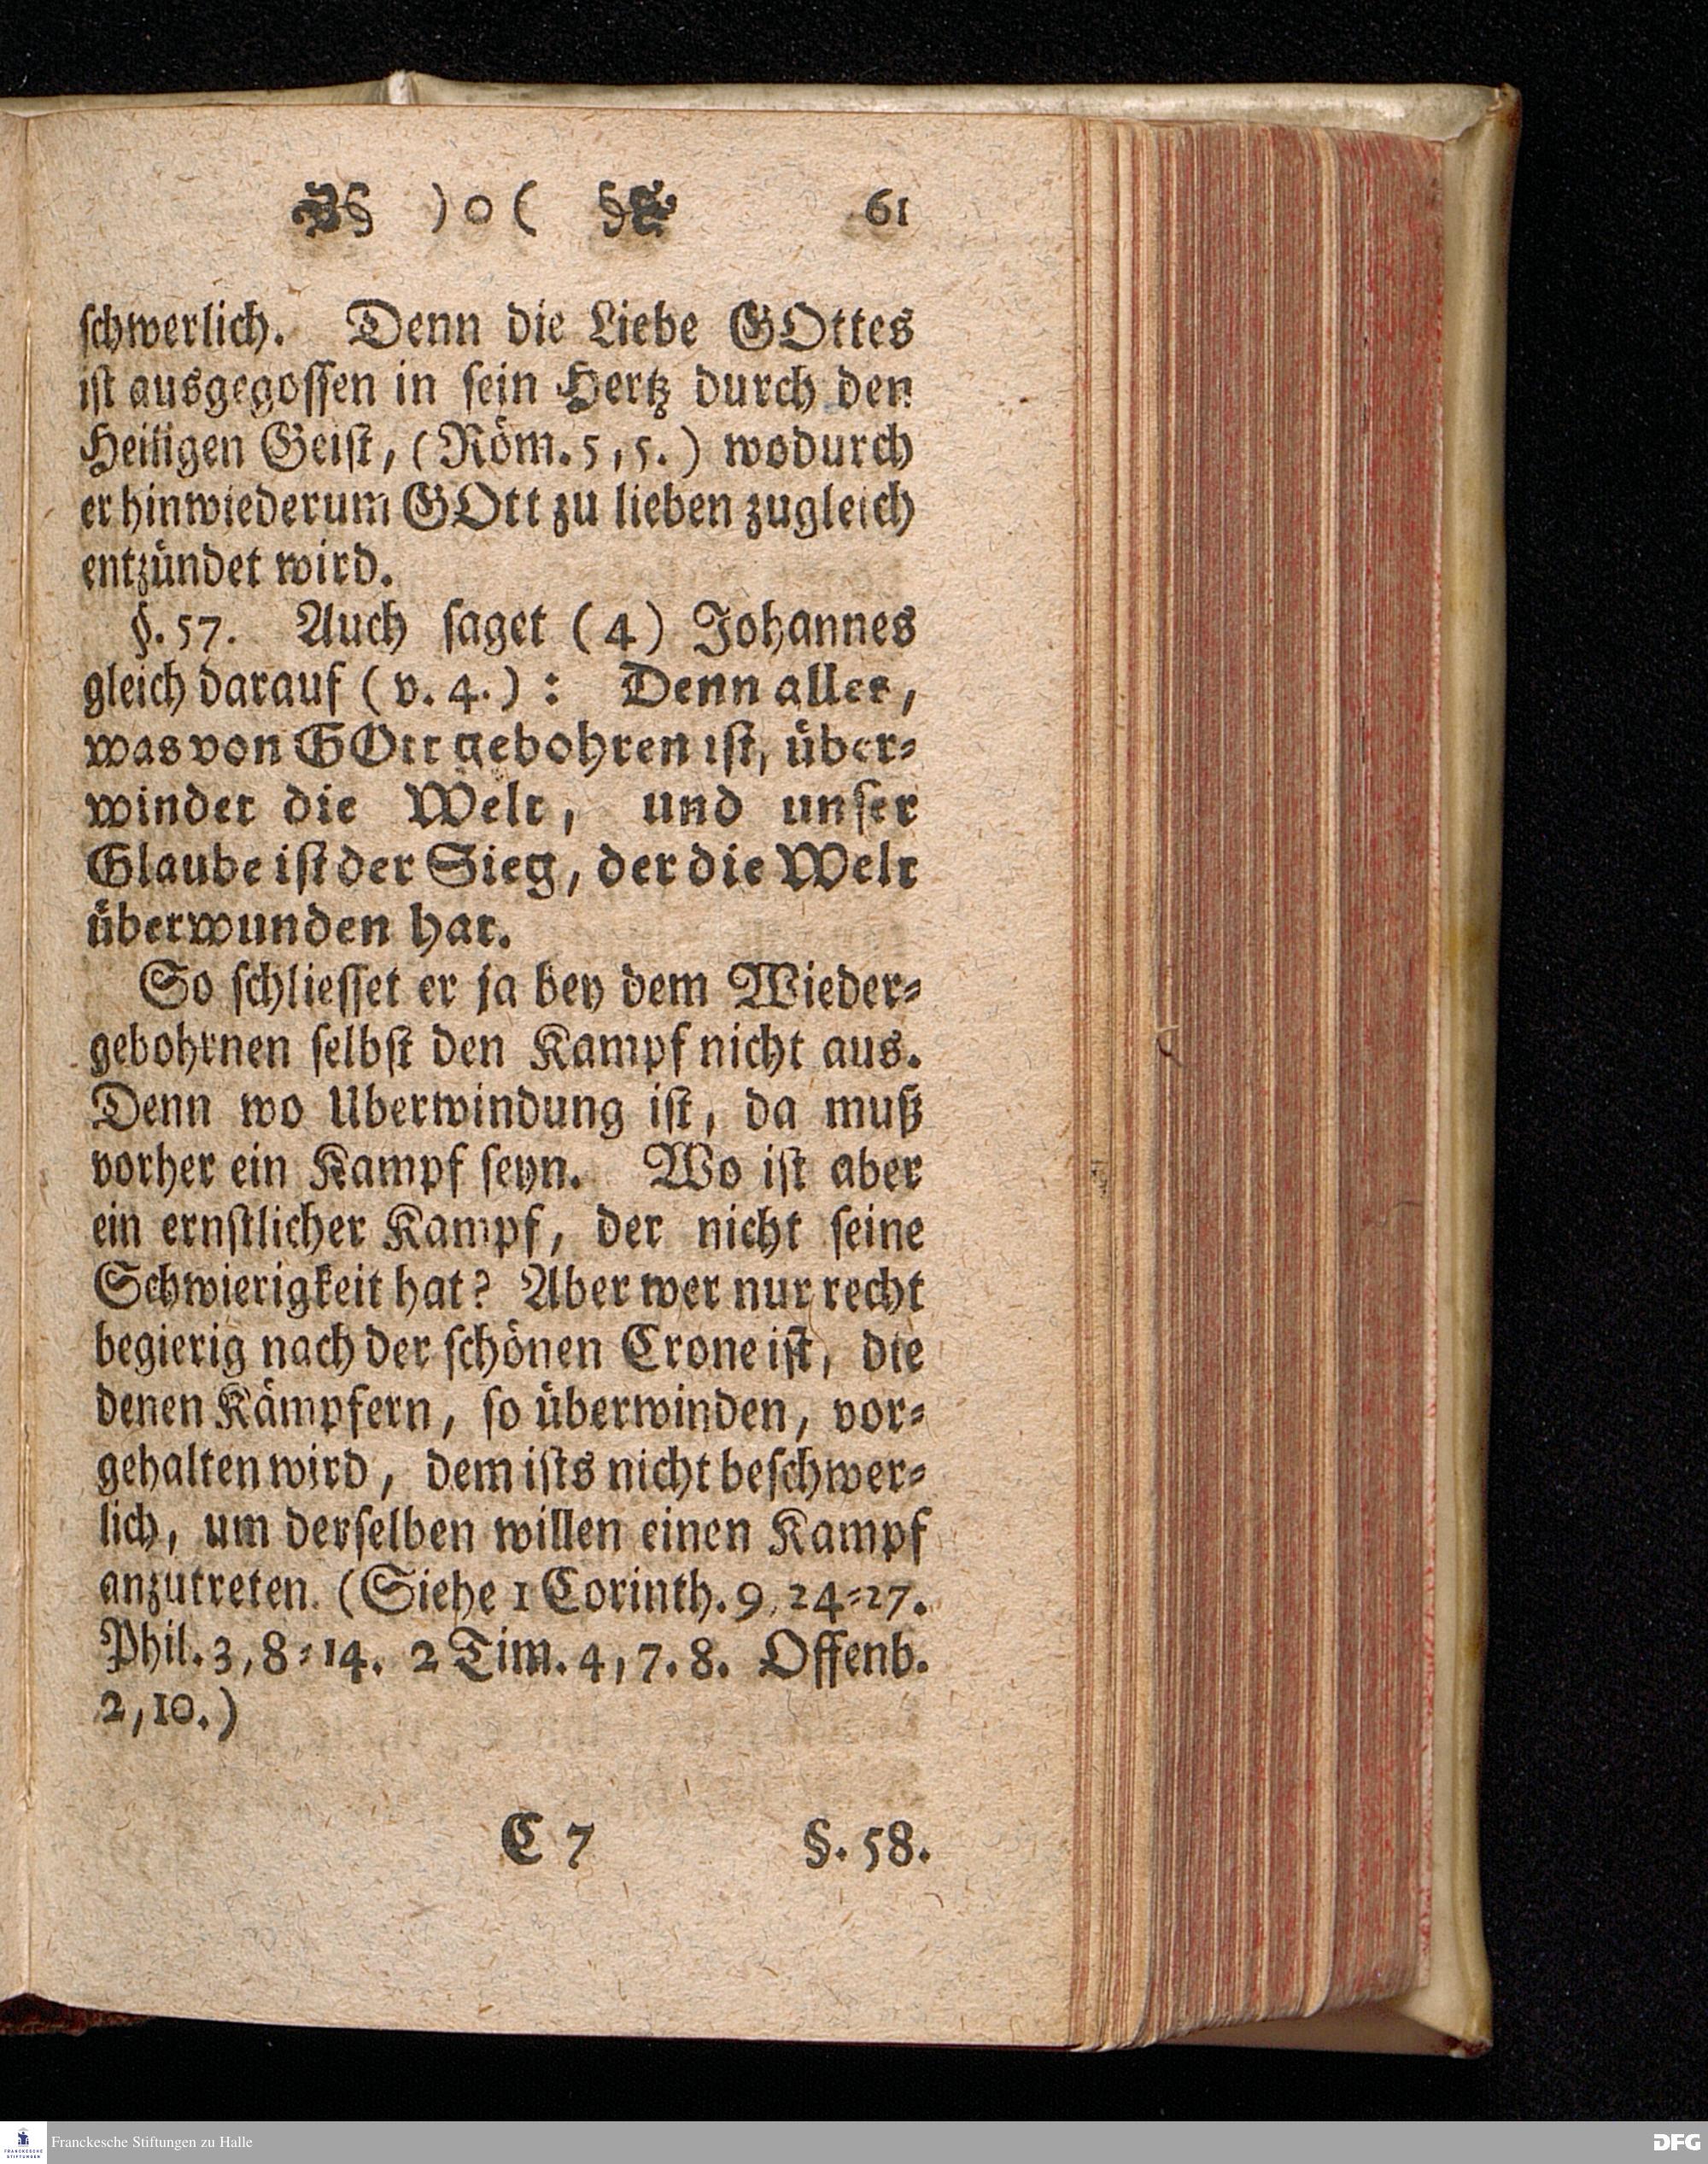 )o( 61
schwerlich. Denn die Liebe GOttes
ist ausgegossen in sein Hertz durch den
Heiligen Geist, (Röm. 5, 5.) wodurch
er hinwiederum GOtt zu lieben zugleich
entzündet wird.
§. 57. Auch saget (4) Johannes
gleich darauf (v. 4.): Denn alles,
was von GOtt gebohren ist, über-
windet die Welt, und unser
Glaube ist der Sieg, der die Welt
überwunden hat.
So schliesset er ja bey dem Wieder-
gebohrnen selbst den Kampf nicht aus.
Denn wo Uberwindung ist, da muß
vorher ein Kampf seyn. Wo ist aber
ein ernstlicher Kampf, der nicht seine
Schwierigkeit hat? Aber wer nur recht
begierig nach der schönen Crone ist, die
denen Kämpfern, so überwinden, vor-
gehalten wird, dem ists nicht beschwer-
lich, um derselben willen einen Kampf
anzutreten. (Siehe 1 Corinth. 9, 24-27.
Phil. 3, 8-14. 2 Tim. 4, 7. 8. Offenb.
2, 10.)
C 7 §. 58.
FRANCKESCHE STIFTUNGEN
Franckesche Stiftungen zu Halle
DFG